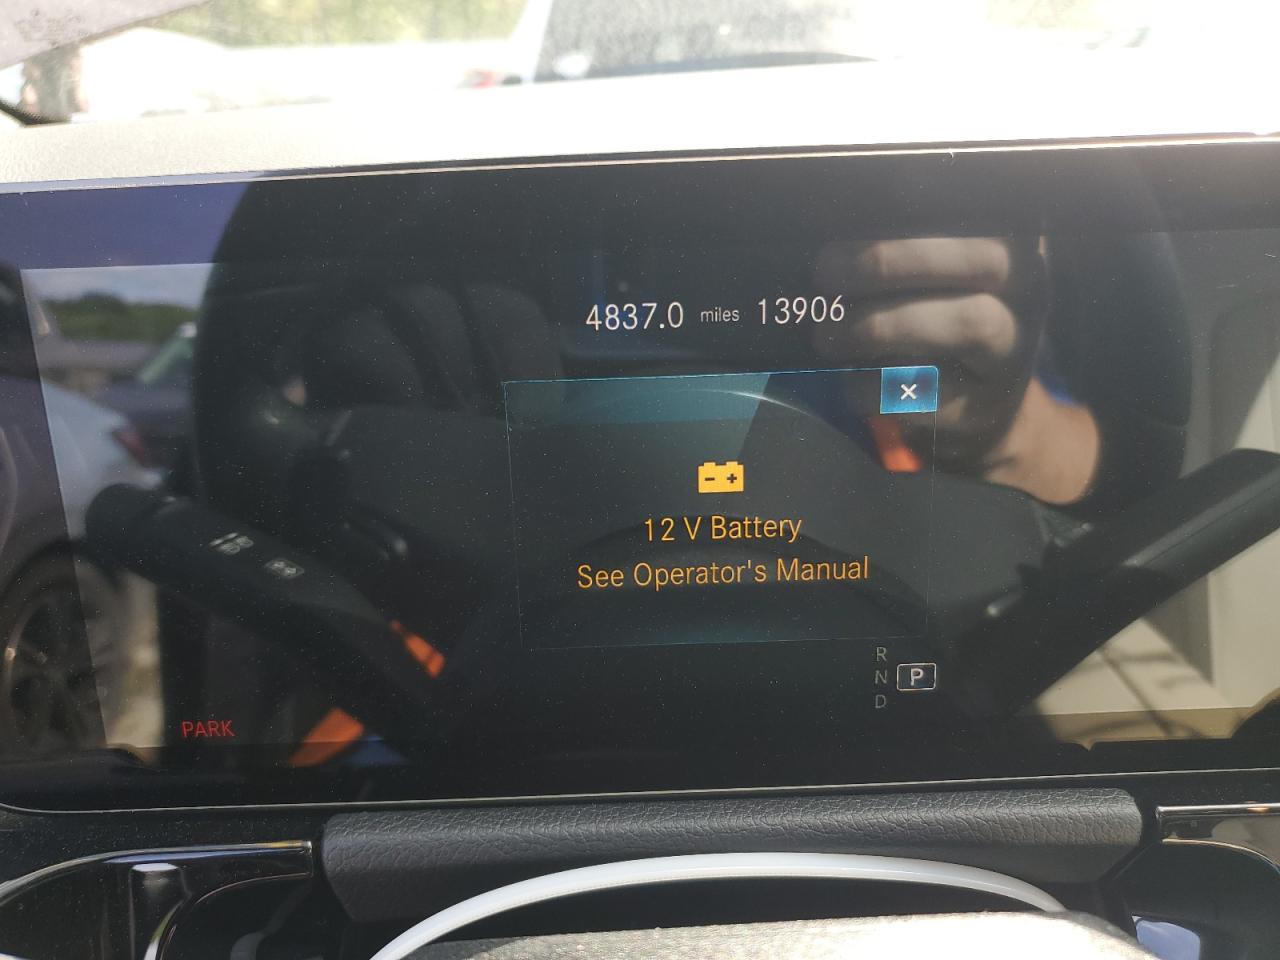 4837.0 miles 13906
12 V Battery
See Operator's Manual
R
N P
D
PARK